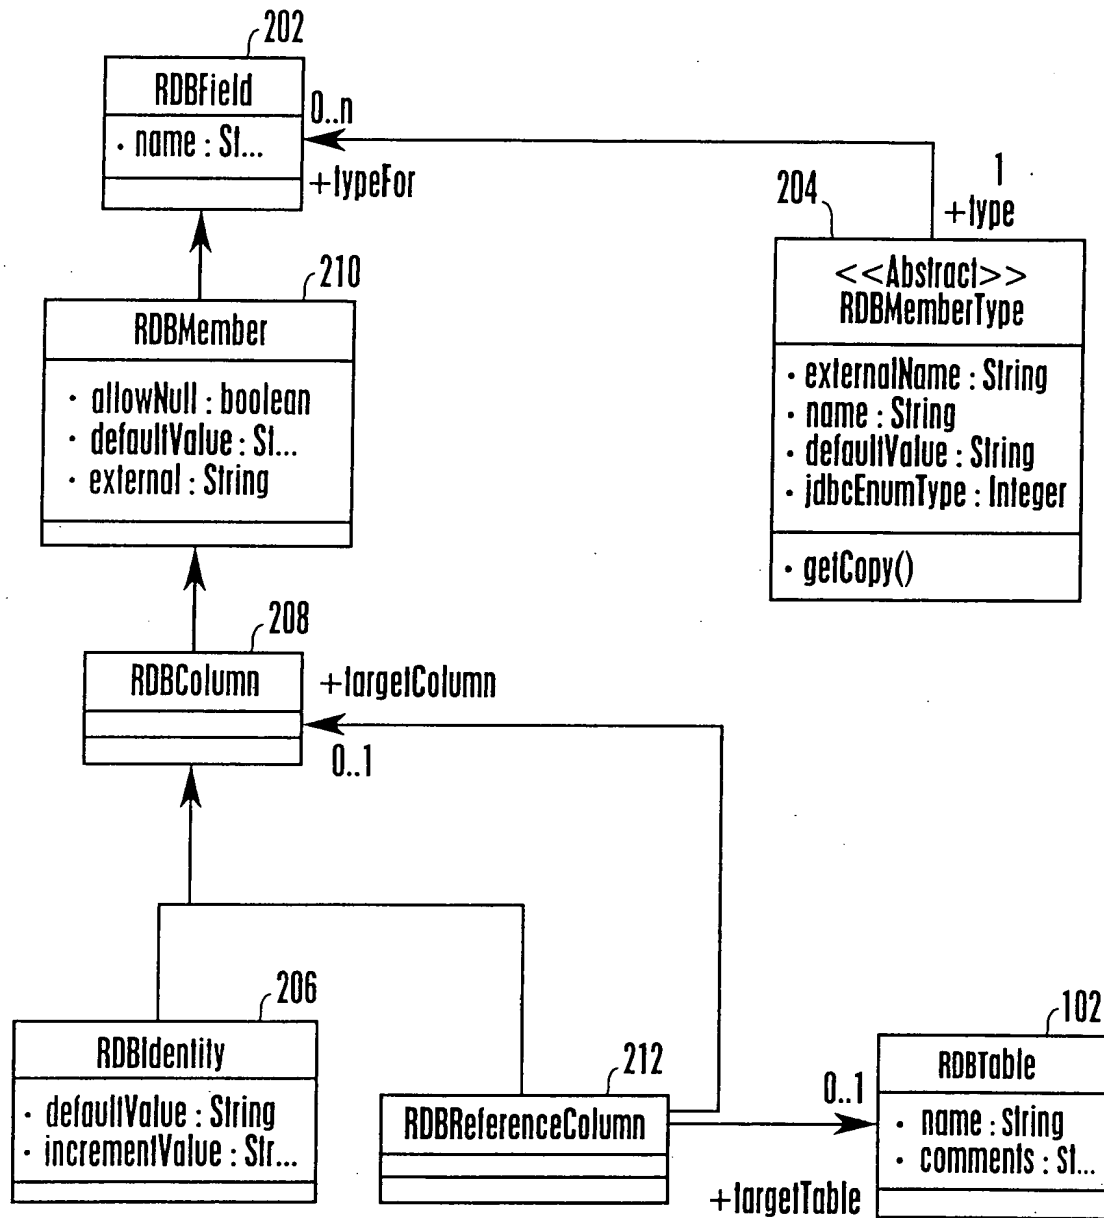 202
RDBField
· name : St...
0..n
+typeFor
1
+type
204
<<Abstract>>
RDBMemberType
· externalName : String
· name : String
· defaultValue : String
· jdbcEnumType : Integer
· getCopy()
210
RDBMember
· allowNull : boolean
· defaultValue : St...
· external : String
208
RDBColumn
+targetColumn
0..1
206
RDBIdentity
· defaultValue : String
· incrementValue : Str...
212
RDBReferenceColumn
0..1
+targetTable
102
RDBTable
· name : String
· comments : St...